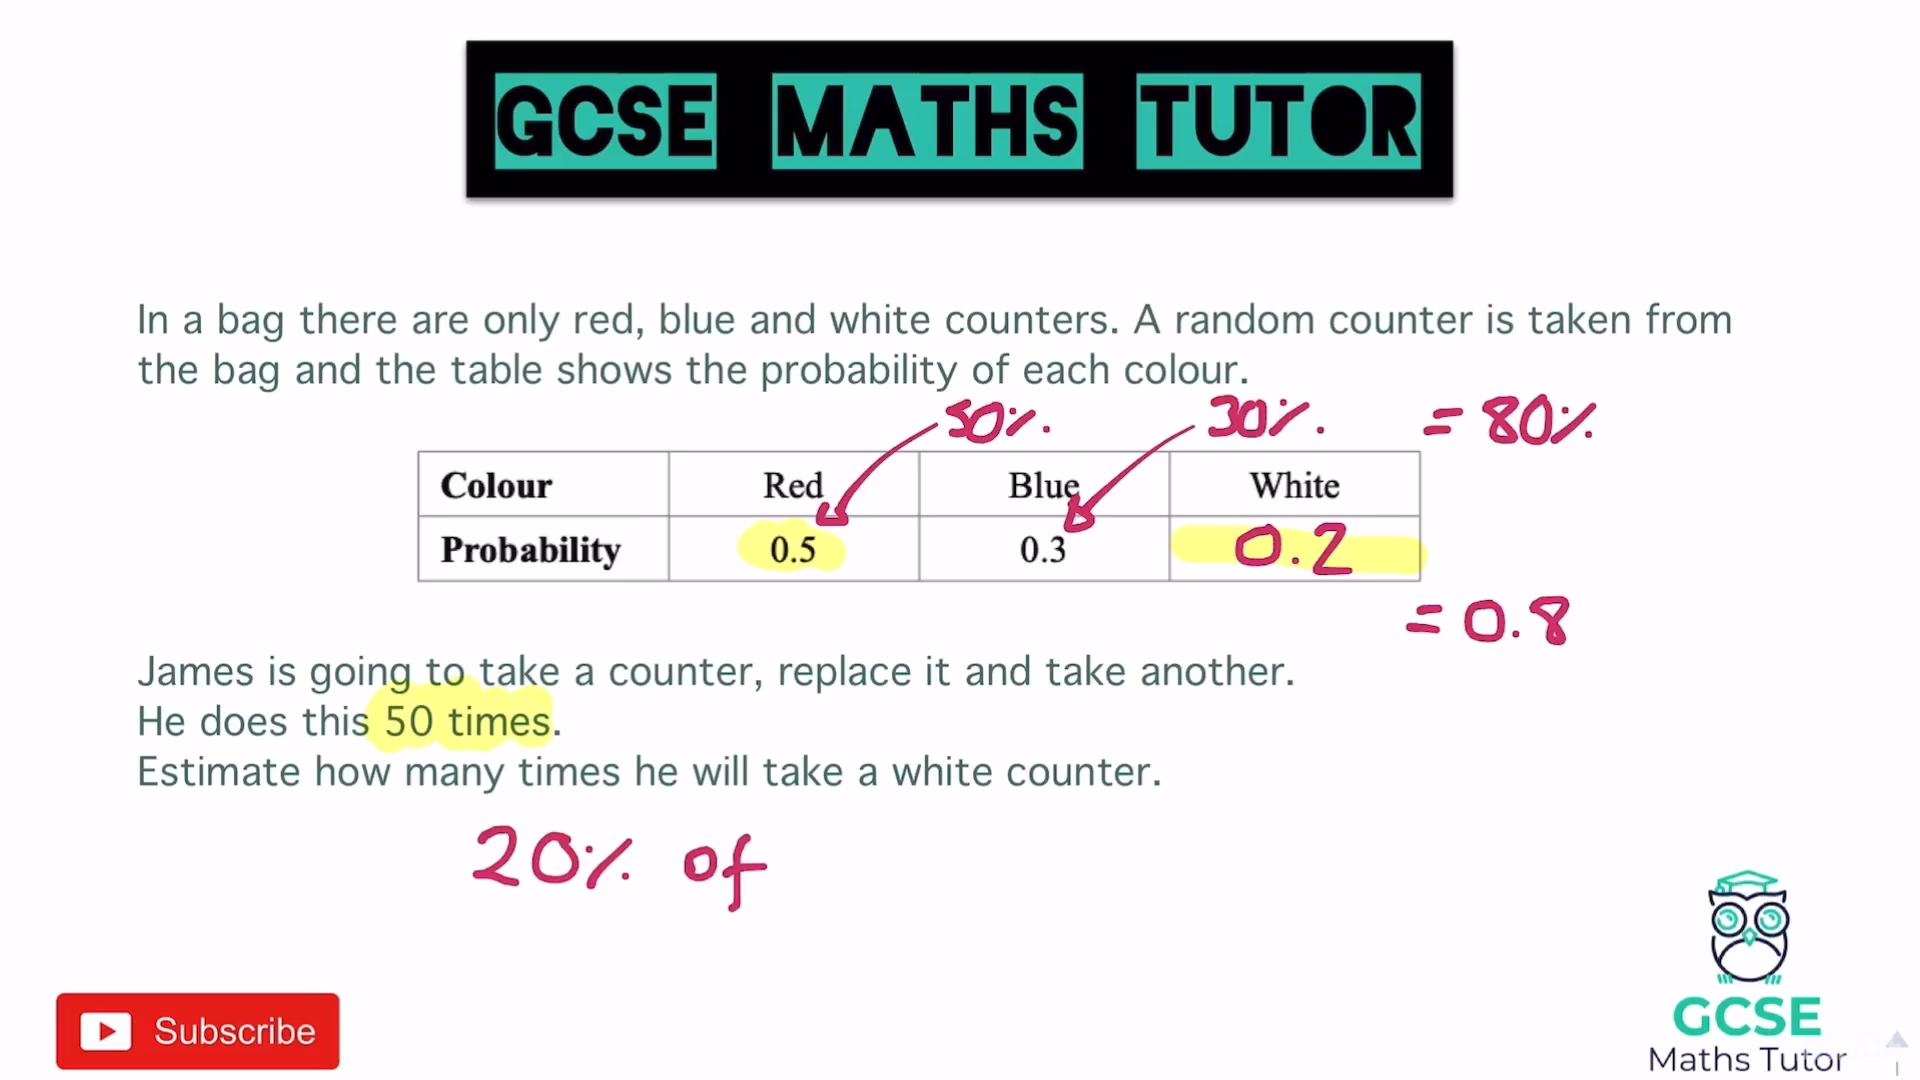 GCSE MATHS TUTOR
In a bag there are only red, blue and white counters. A random counter is taken from
the bag and the table shows the probability of each colour.
50% 30% = 80%
Colour Red Blue White
Probability 0.5 0.3 0.2
= 0.8
James is going to take a counter, replace it and take another.
He does this 50 times.
Estimate how many times he will take a white counter.
20% of
Subscribe
GCSE
Maths Tutor